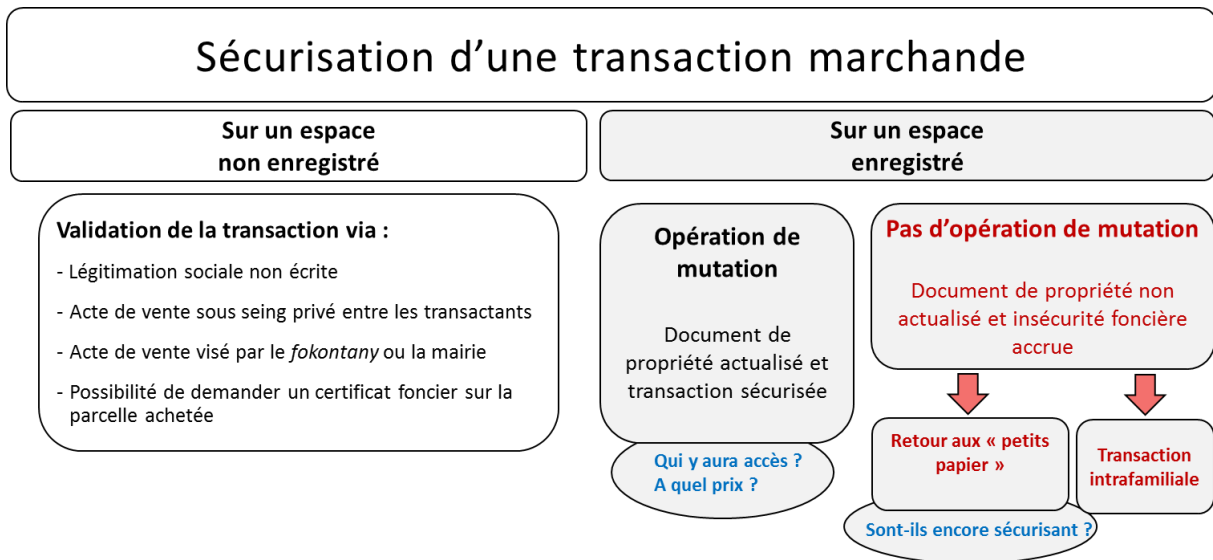 Sécurisation d’une transaction marchande
Sur un espace
non enregistré
Sur un espace
enregistré
Validation de la transaction via :
- Légitimation sociale non écrite
- Acte de vente sous seing privé entre les transactants
- Acte de vente visé par le fokontany ou la mairie
- Possibilité de demander un certificat foncier sur la
parcelle achetée
Opération de
mutation
Document de
propriété actualisé et
transaction sécurisée
Qui y aura accès ?
A quel prix ?
Pas d’opération de mutation
Document de propriété non
actualisé et insécurité foncière
accrue
Retour aux « petits
papier »
Sont-ils encore sécurisant ?
Transaction
intrafamiliale